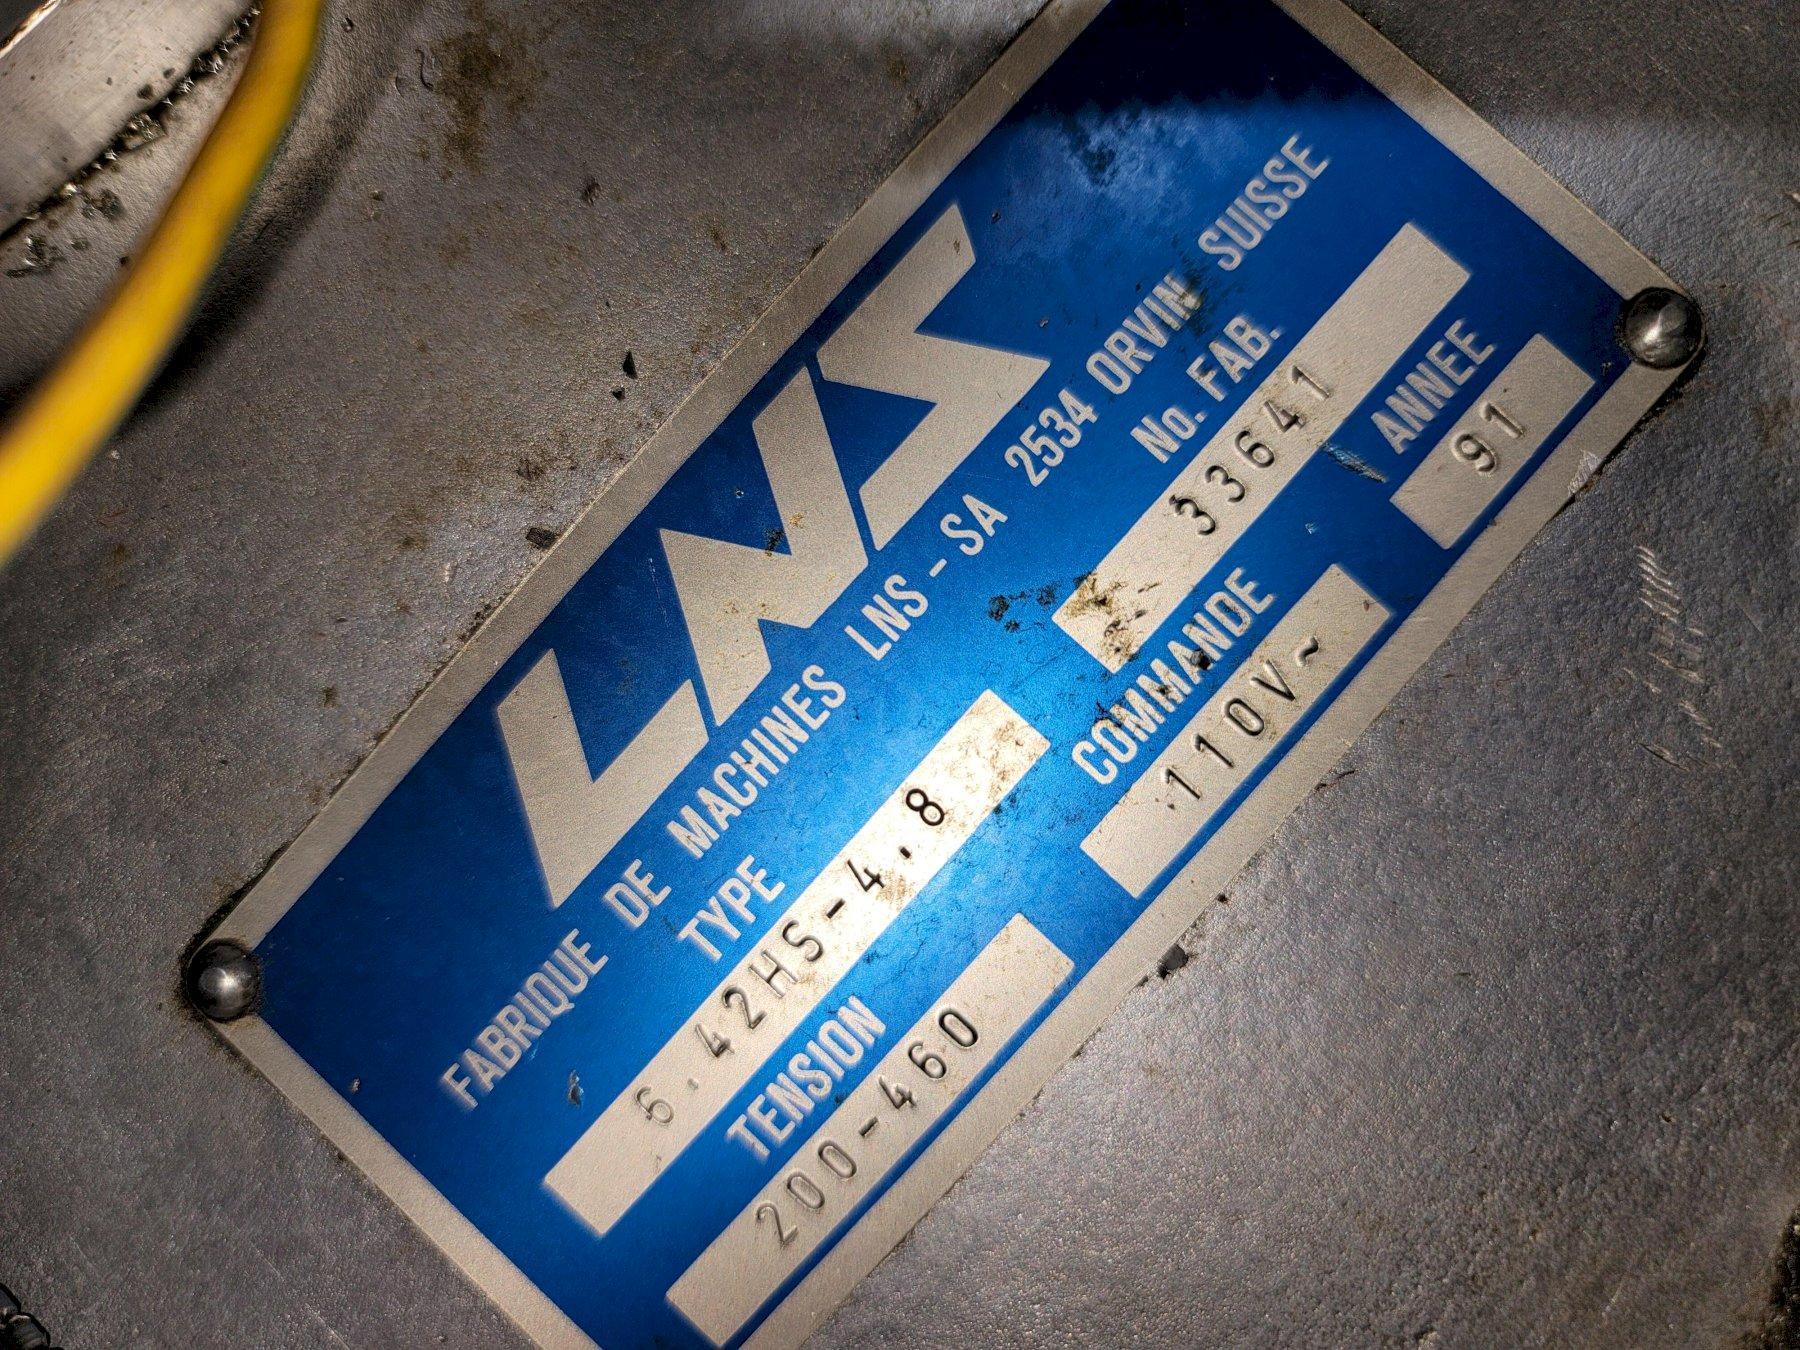 LNS
FABRIQUE DE MACHINES LNS - SA 2534 ORVIN SUISSE
TYPE No. FAB.
6.42HS-4.8 33641
TENSION COMMANDE ANNEE
200-460 110V~ 91